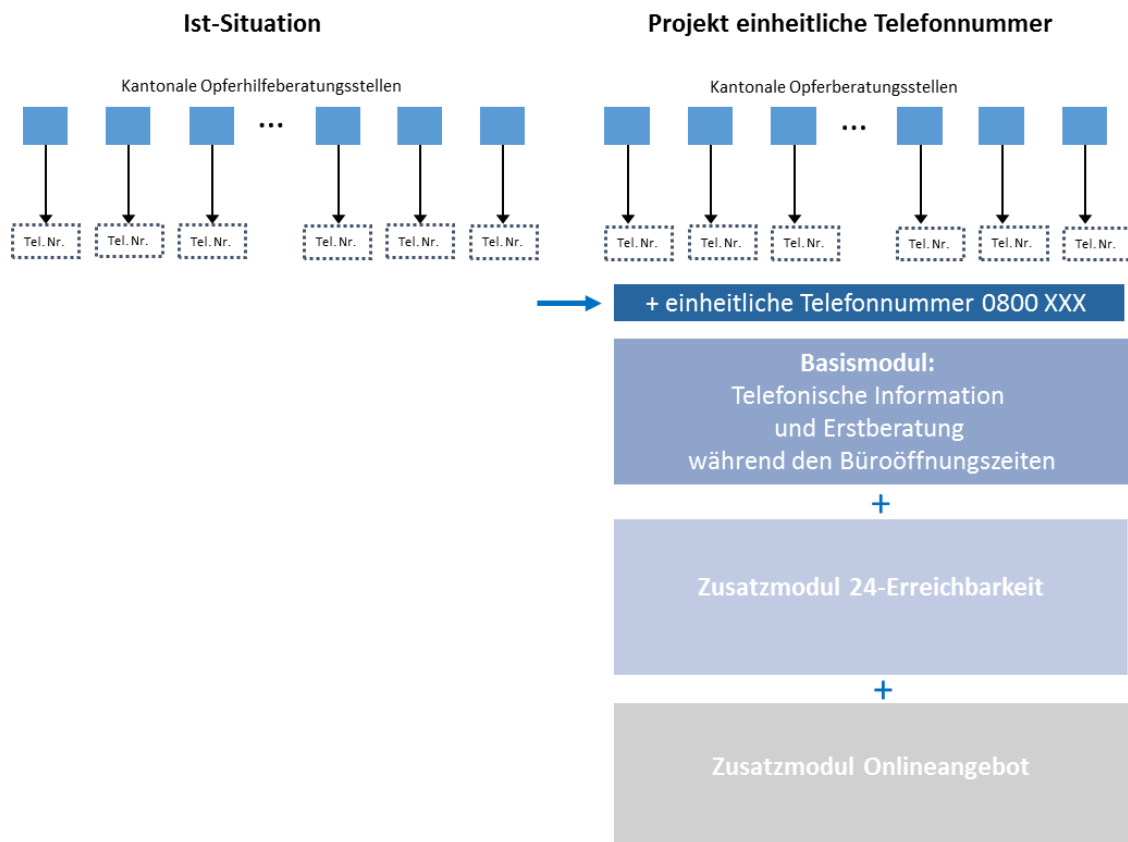 Ist-Situation
Kantonale Opferhilfeberatungsstellen
...
Tel. Nr. Tel. Nr. Tel. Nr. Tel. Nr. Tel. Nr. Tel. Nr.
Projekt einheitliche Telefonnummer
Kantonale Opferberatungsstellen
...
Tel. Nr. Tel. Nr. Tel. Nr. Tel. Nr. Tel. Nr. Tel. Nr.
+ einheitliche Telefonnummer 0800 XXX
Basismodul:
Telefonische Information
und Erstberatung
während den Büroöffnungszeiten
+
Zusatzmodul 24-Erreichbarkeit
+
Zusatzmodul Onlineangebot